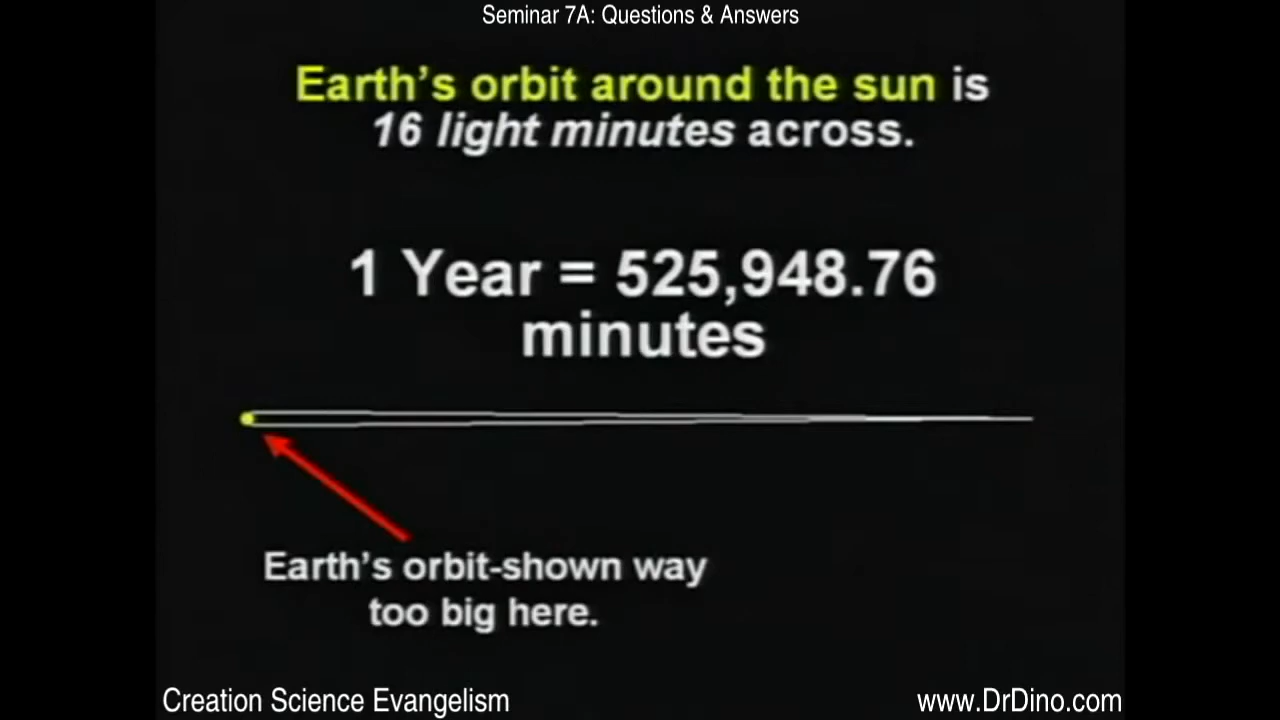 Seminar 7A: Questions & Answers
Earth's orbit around the sun is
16 light minutes across.
1 Year = 525,948.76
minutes
Earth's orbit-shown way
too big here.
Creation Science Evangelism
www.DrDino.com